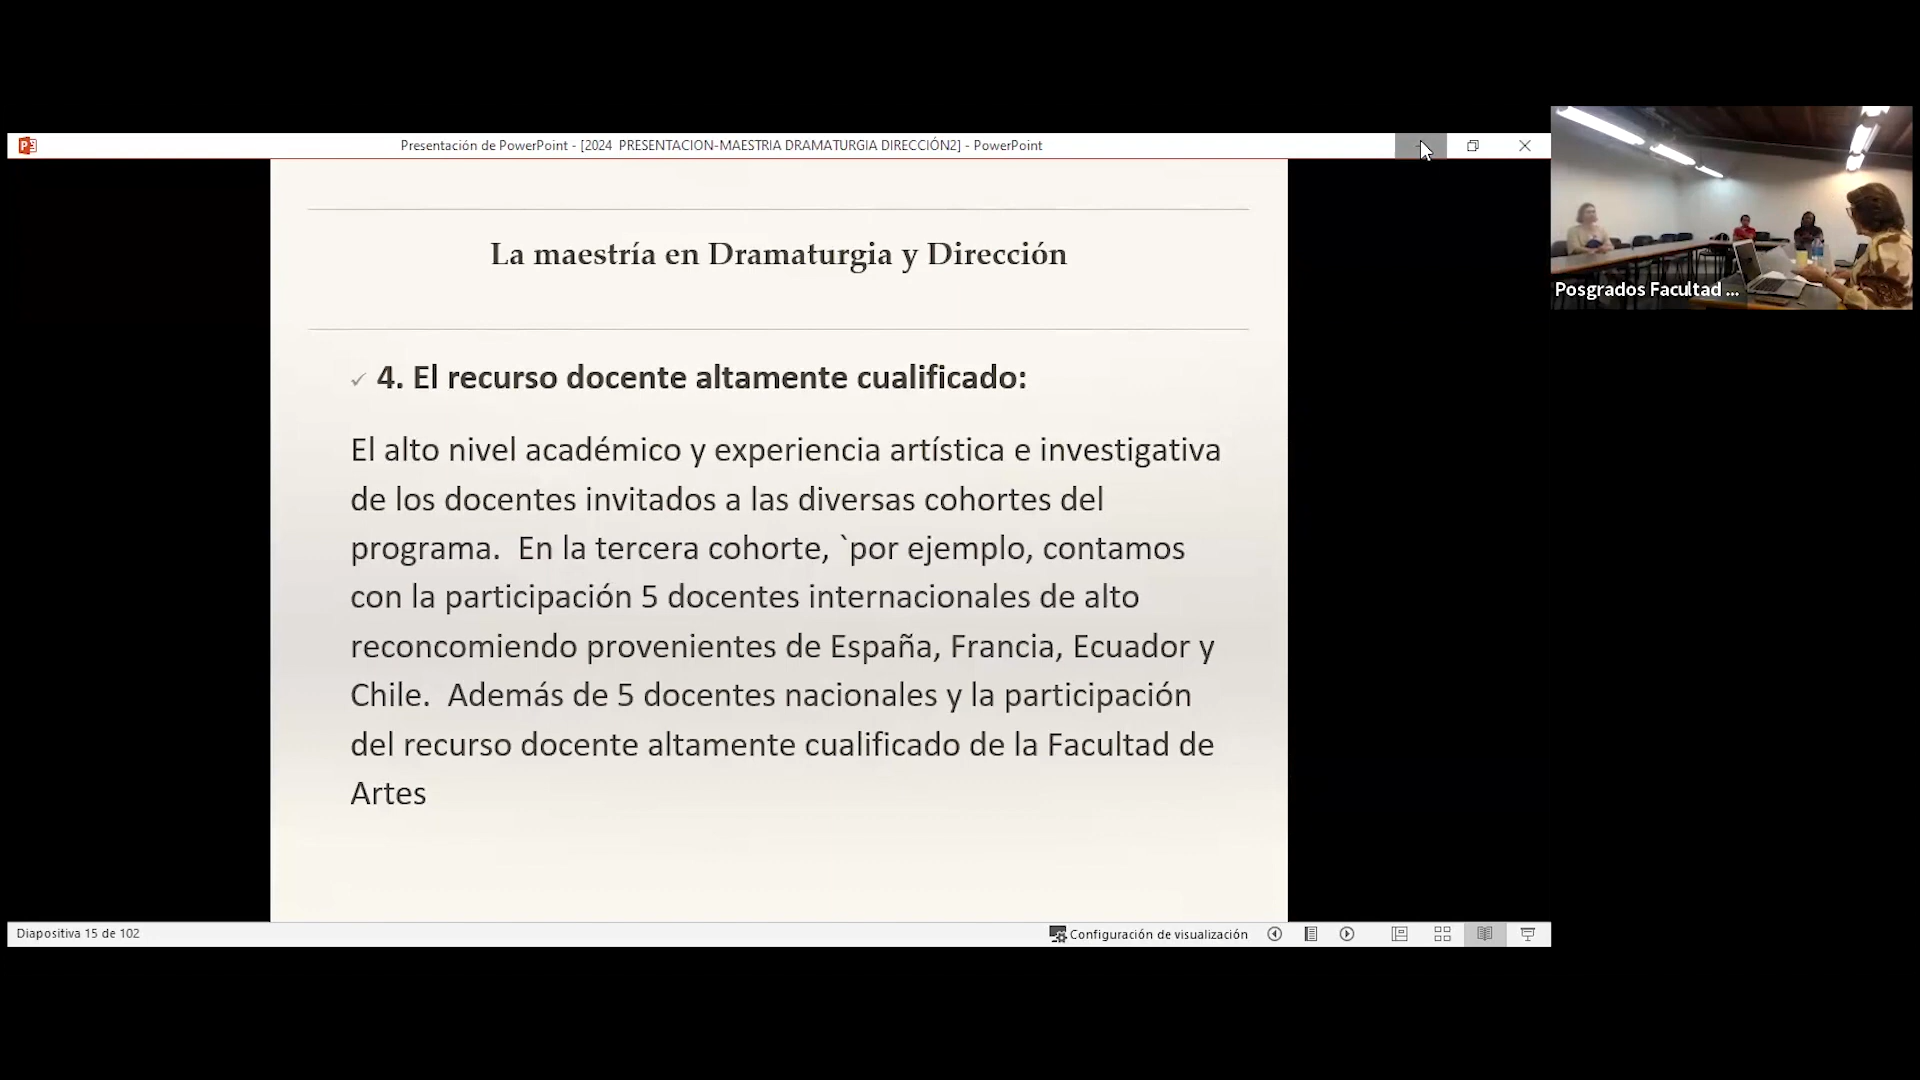 Presentación de PowerPoint - [2024  PRESENTACION-MAESTRIA DRAMATURGIA DIRECCIÓN2] - PowerPoint
La maestría en Dramaturgia y Dirección
✓ 4. El recurso docente altamente cualificado:
El alto nivel académico y experiencia artística e investigativa
de los docentes invitados a las diversas cohortes del
programa.  En la tercera cohorte, `por ejemplo, contamos
con la participación 5 docentes internacionales de alto
reconcomiendo provenientes de España, Francia, Ecuador y
Chile.  Además de 5 docentes nacionales y la participación
del recurso docente altamente cualificado de la Facultad de
Artes
Posgrados Facultad ...
Diapositiva 15 de 102
Configuración de visualización